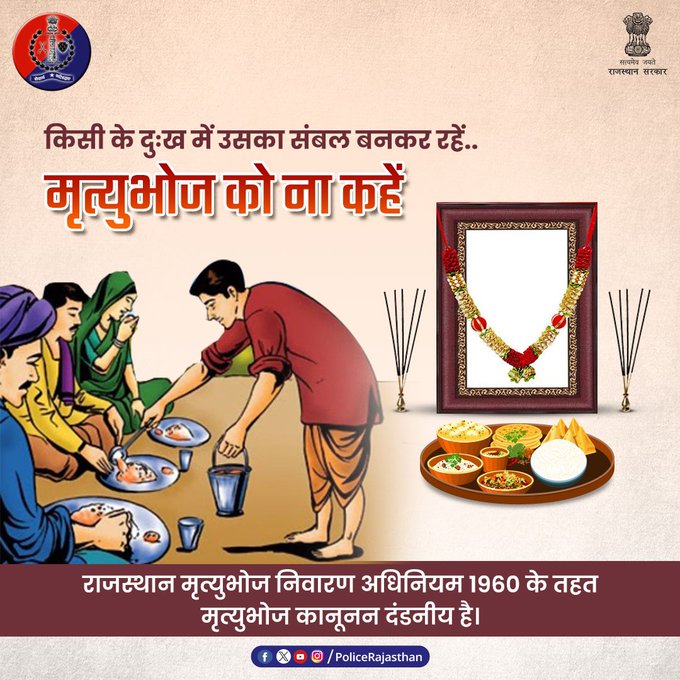 सत्यमेव जयते
राजस्थान सरकार
किसी के दुःख में उसका संबल बनकर रहें..
मृत्युभोज को ना कहें
राजस्थान मृत्युभोज निवारण अधिनियम 1960 के तहत
मृत्युभोज कानूनन दंडनीय है।
/PoliceRajasthan